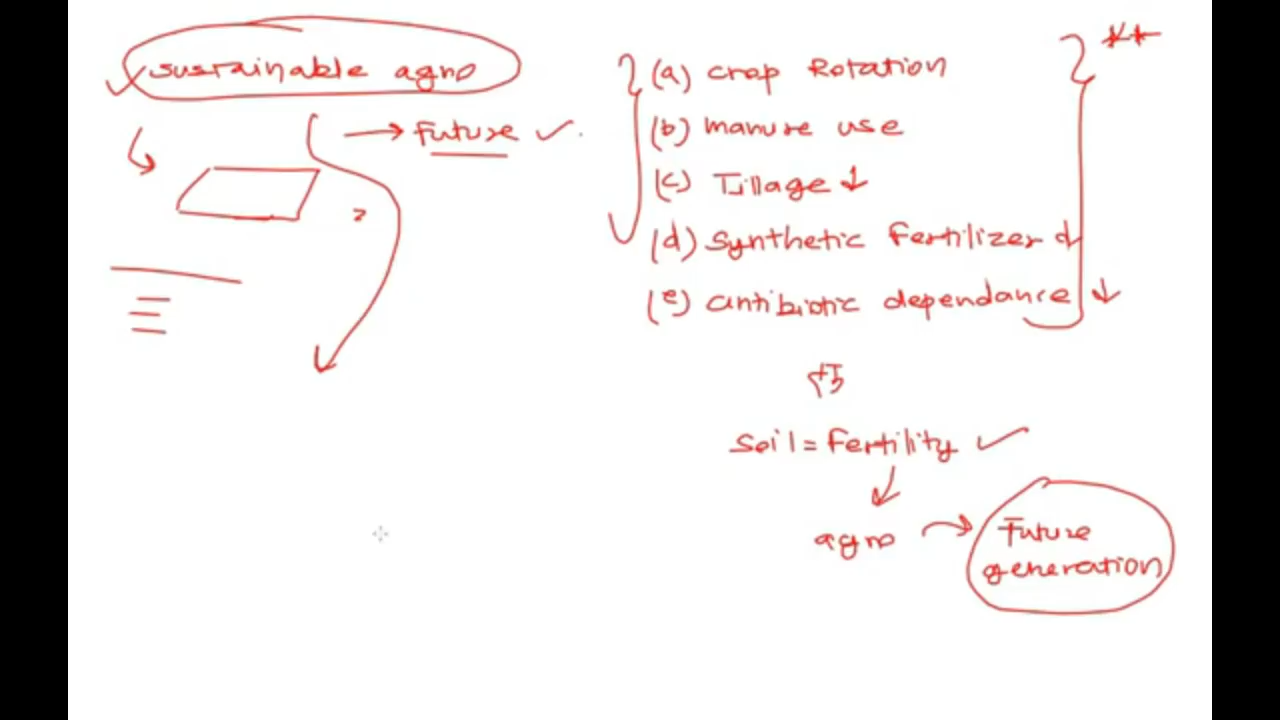 sustainable agro
→ Future ✓
(a) crop Rotation
(b) manure use
(c) Tillage ↓
(d) synthetic Fertilizer
(e) antibiotic dependance ↓
soil = Fertility ✓
agro →
Future
generation